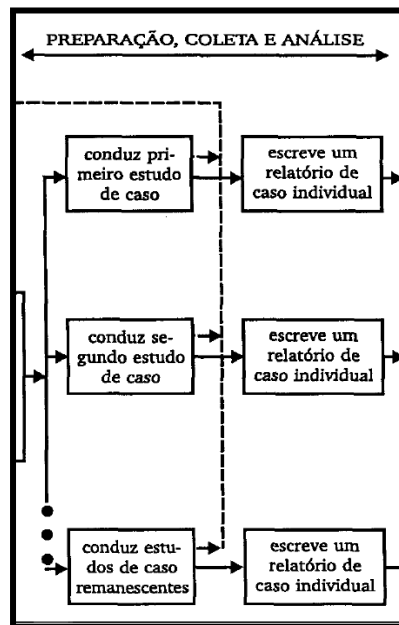 PREPARAÇÃO, COLETA E ANÁLISE
conduz pri-
meiro estudo
de caso
escreve um
relatório de
caso individual
conduz se-
gundo estudo
de caso
escreve um
relatório de
caso individual
conduz estu-
dos de caso
remanescentes
escreve um
relatório de
caso individual